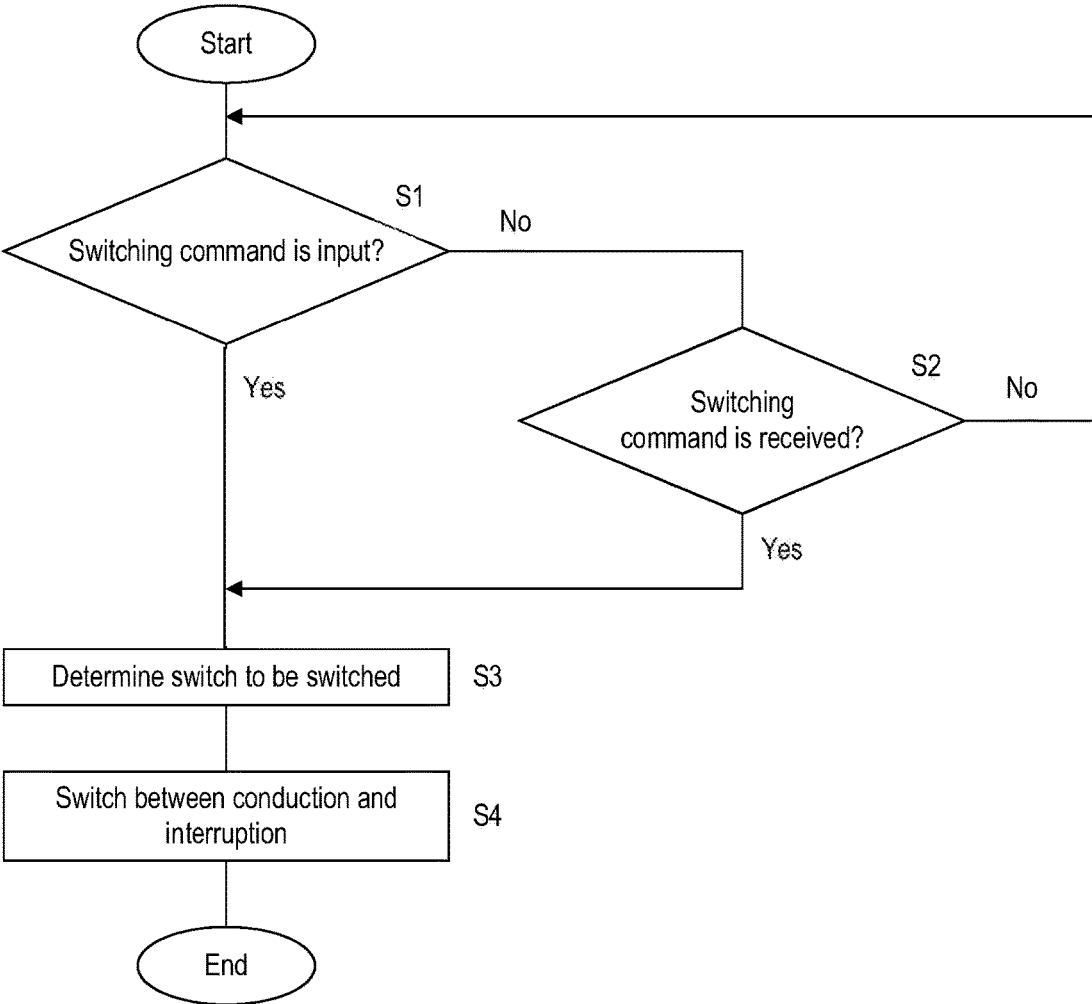 Start
S1
No
Switching command is input?
Yes
S2
No
Switching
command is received?
Yes
Determine switch to be switched
S3
Switch between conduction and
interruption
S4
End